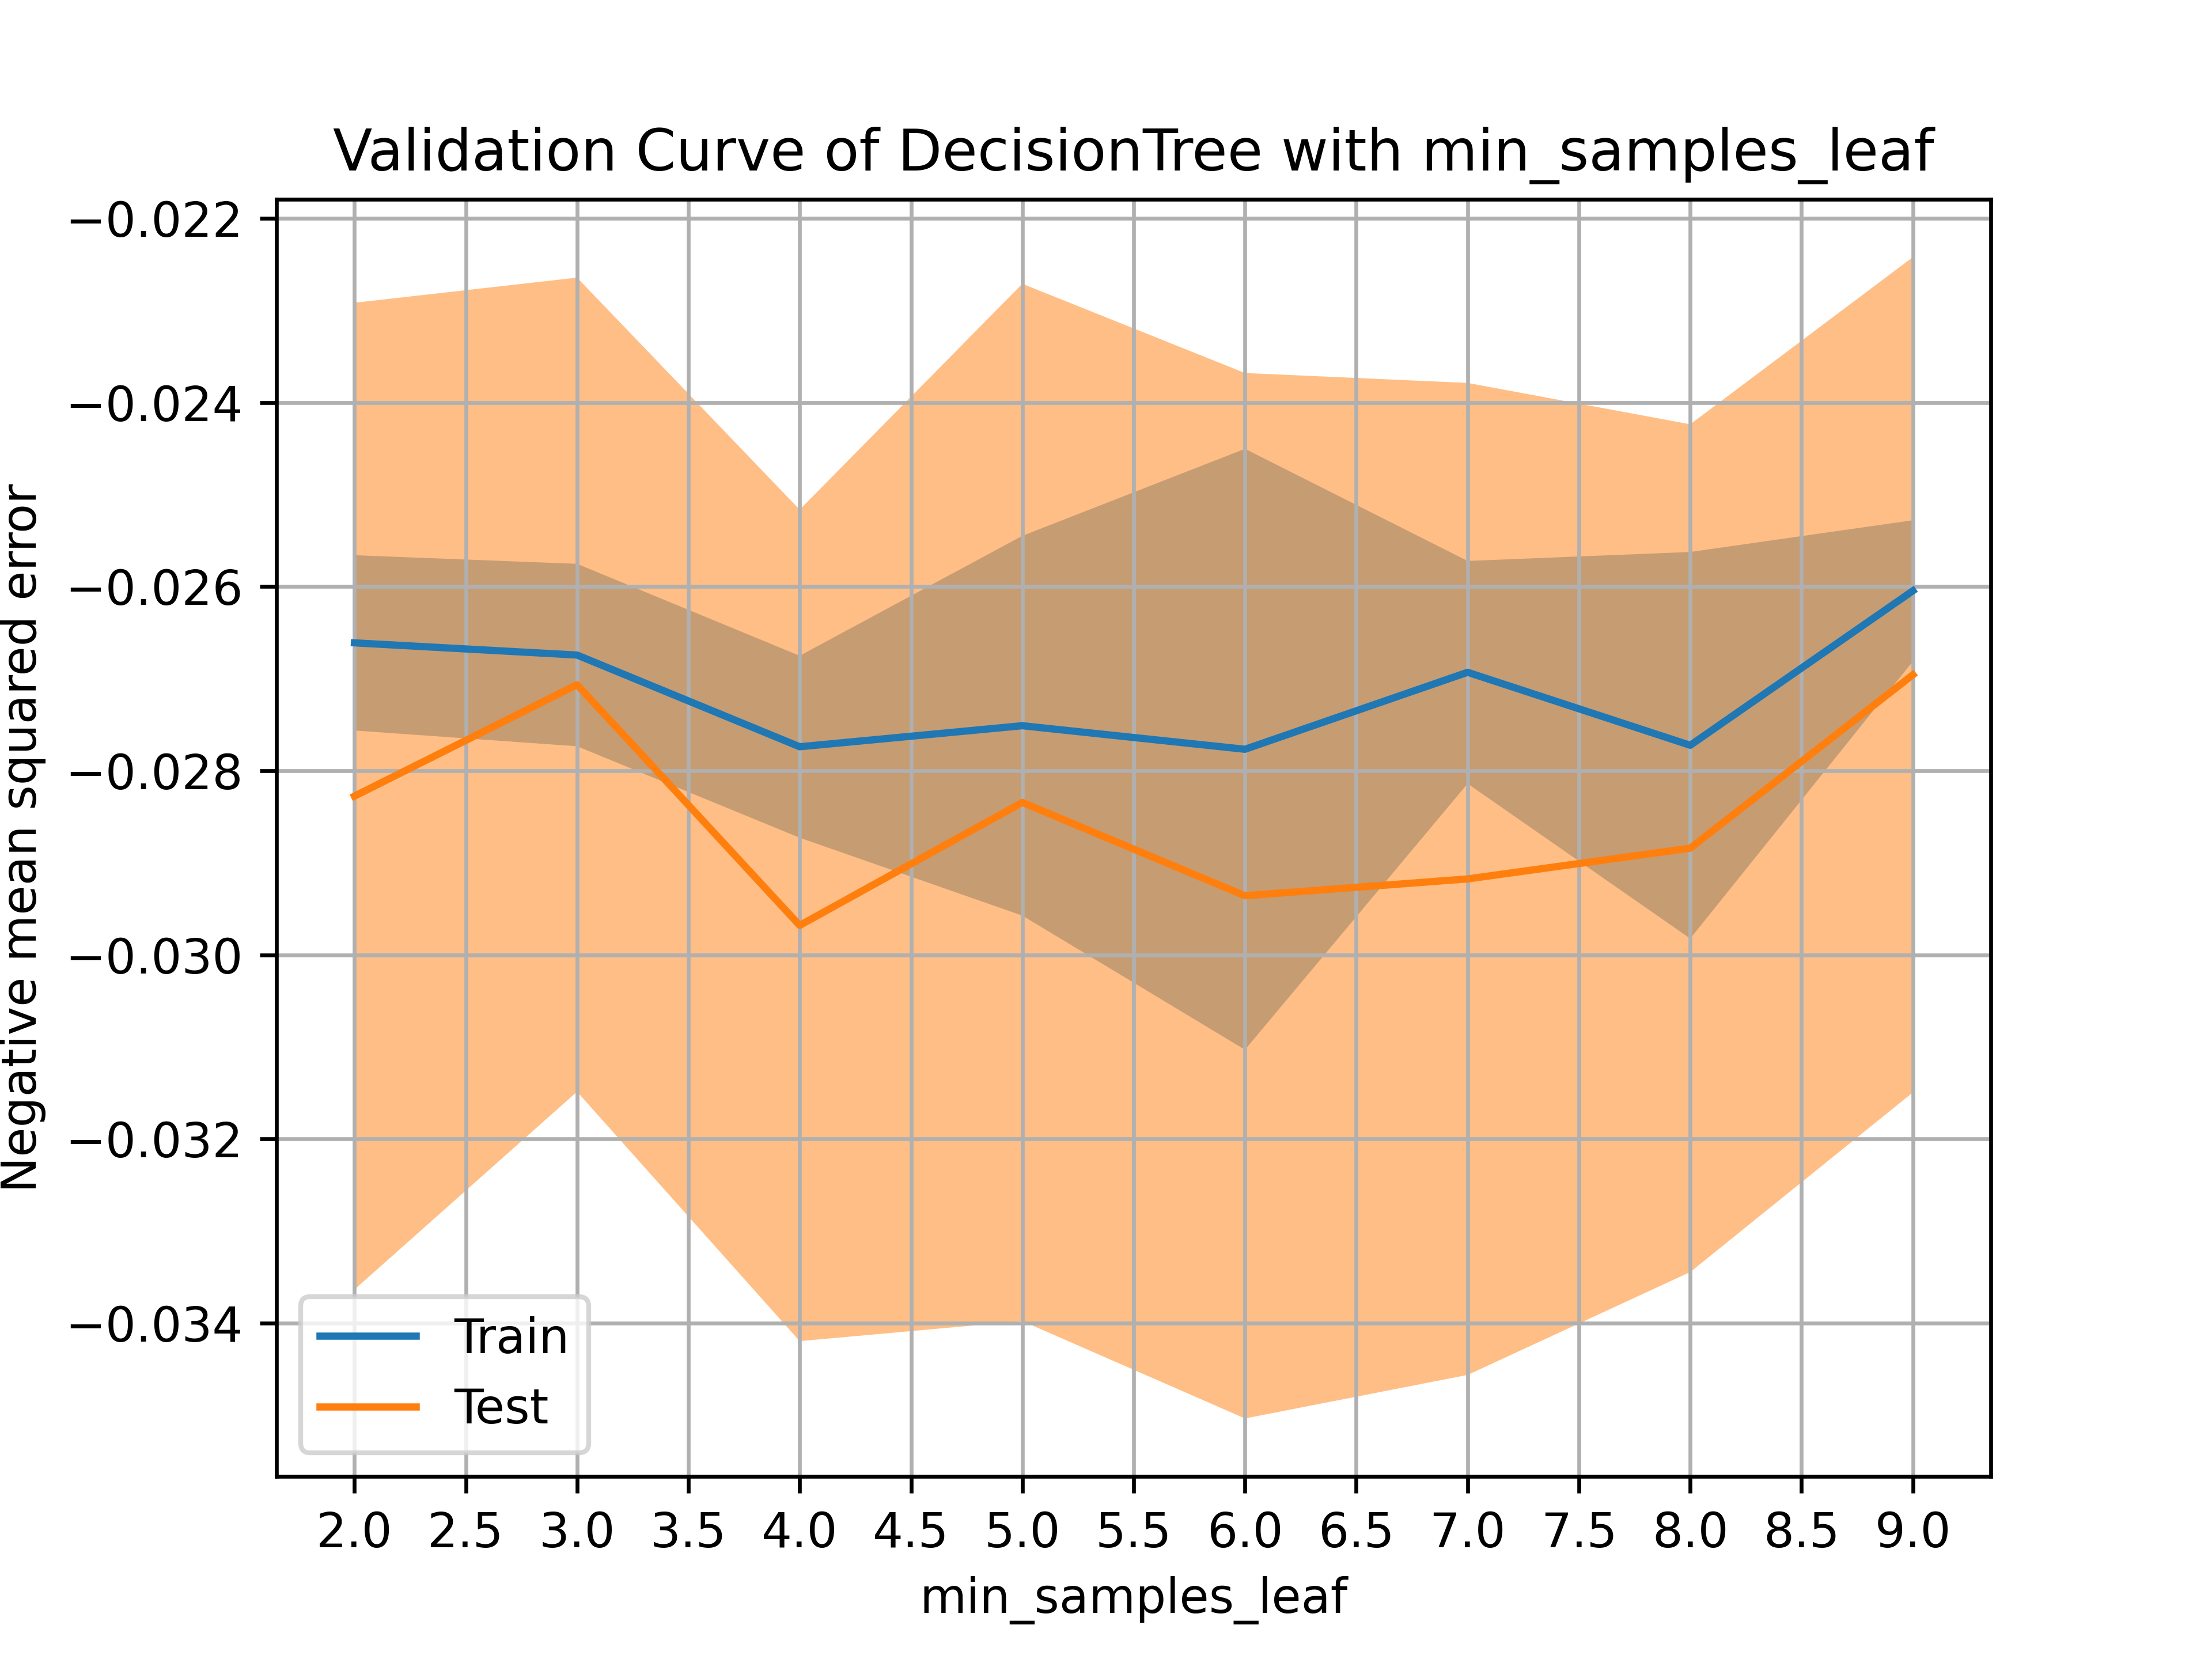 Validation Curve of DecisionTree with min_samples_leaf
Negative mean squared error
−0.022
−0.024
−0.026
−0.028
−0.030
−0.032
−0.034
Train
Test
2.0 2.5 3.0 3.5 4.0 4.5 5.0 5.5 6.0 6.5 7.0 7.5 8.0 8.5 9.0
min_samples_leaf